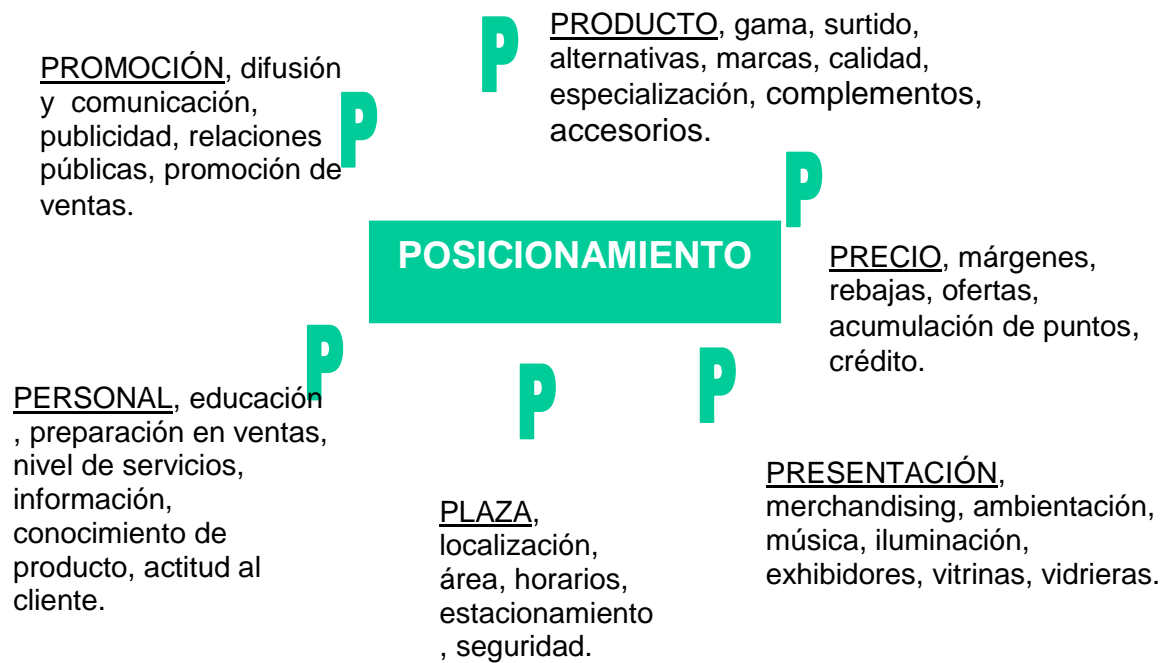 P
PRODUCTO, gama, surtido,
alternativas, marcas, calidad,
especialización, complementos,
accesorios.
PROMOCIÓN, difusión
y comunicación,
publicidad, relaciones
públicas, promoción de
ventas.
P
P
POSICIONAMIENTO
PRECIO, márgenes,
rebajas, ofertas,
acumulación de puntos,
crédito.
P
PERSONAL, educación
, preparación en ventas,
nivel de servicios,
información,
conocimiento de
producto, actitud al
cliente.
P
PLAZA,
localización,
área, horarios,
estacionamiento
, seguridad.
P
PRESENTACIÓN,
merchandising, ambientación,
música, iluminación,
exhibidores, vitrinas, vidrieras.